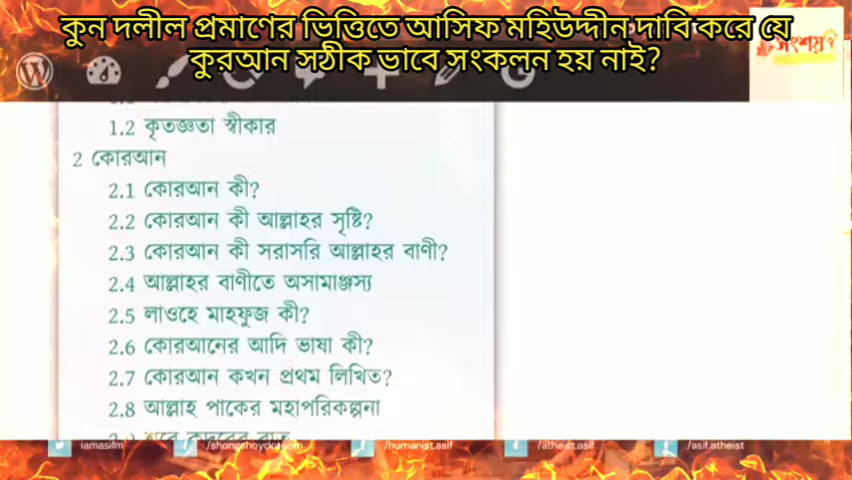 কুন দলীল প্রমাণের ভিত্তিতে আসিফ মহিউদ্দীন দাবি করে যে
কুরআন সঠীক ভাবে সংকলন হয় নাই?
সংশয়
1.2 কৃতজ্ঞতা স্বীকার
2 কোরআন
2.1 কোরআন কী?
2.2 কোরআন কী আল্লাহর সৃষ্টি?
2.3 কোরআন কী সরাসরি আল্লাহর বাণী?
2.4 আল্লাহর বাণীতে অসামাঞ্জস্য
2.5 লাওহে মাহফুজ কী?
2.6 কোরআনের আদি ভাষা কী?
2.7 কোরআন কখন প্রথম লিখিত?
2.8 আল্লাহ পাকের মহাপরিকল্পনা
iamasifm /shongshoydotcom /humanist.asif /atheist.asif /asif.atheist